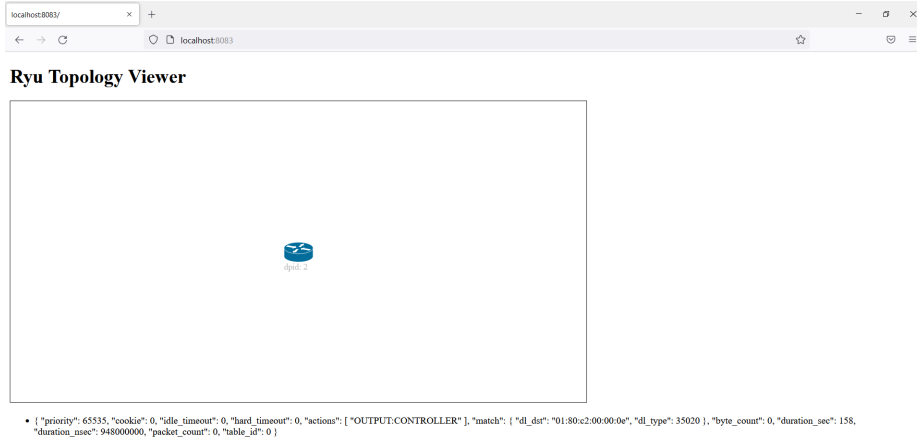 localhost:8083/
localhost:8083
Ryu Topology Viewer
dpid: 2
• { "priority": 65535, "cookie": 0, "idle_timeout": 0, "hard_timeout": 0, "actions": [ "OUTPUT:CONTROLLER" ], "match": { "dl_dst": "01:80:c2:00:00:0e", "dl_type": 35020 }, "byte_count": 0, "duration_sec": 158,
"duration_nsec": 948000000, "packet_count": 0, "table_id": 0 }